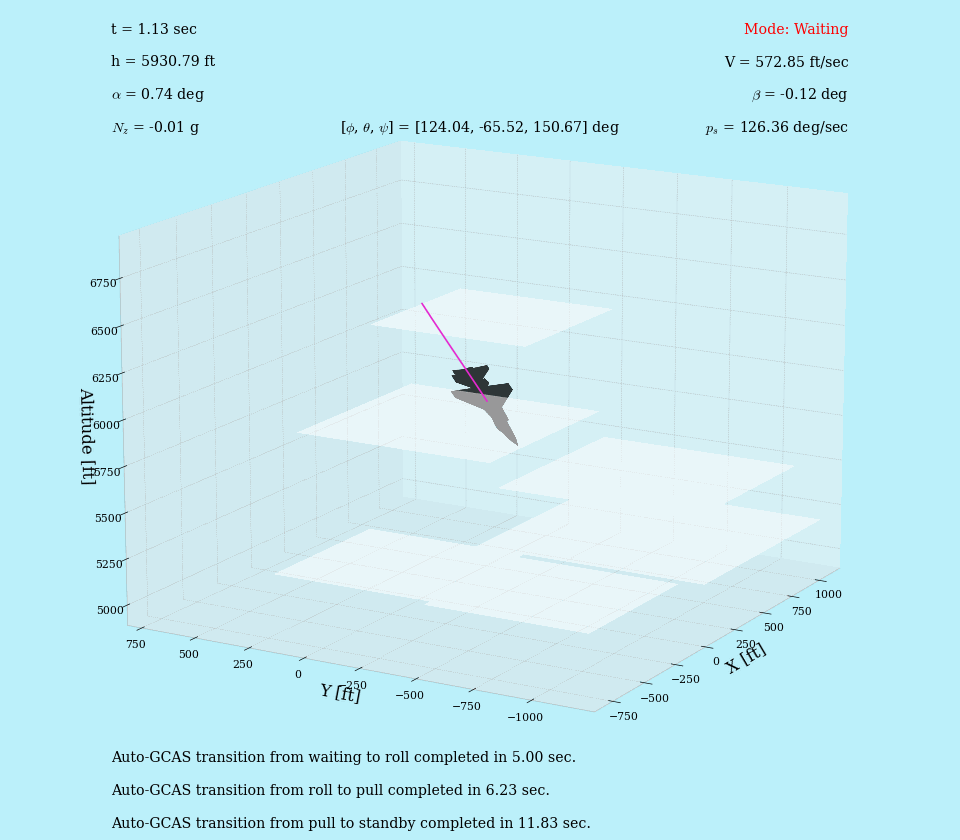 t = 1.13 sec
Mode: Waiting
h = 5930.79 ft
V = 572.85 ft/sec
α = 0.74 deg
β = -0.12 deg
N_z = -0.01 g
[ϕ, θ, ψ] = [124.04, -65.52, 150.67] deg
p_s = 126.36 deg/sec
6750
6500
6250
6000
5750
5500
5250
5000
Altitude [ft]
750
500
250
0
−250
−500
−750
−1000
Y [ft]
1000
750
500
250
0
−250
−500
−750
X [ft]
Auto-GCAS transition from waiting to roll completed in 5.00 sec.
Auto-GCAS transition from roll to pull completed in 6.23 sec.
Auto-GCAS transition from pull to standby completed in 11.83 sec.